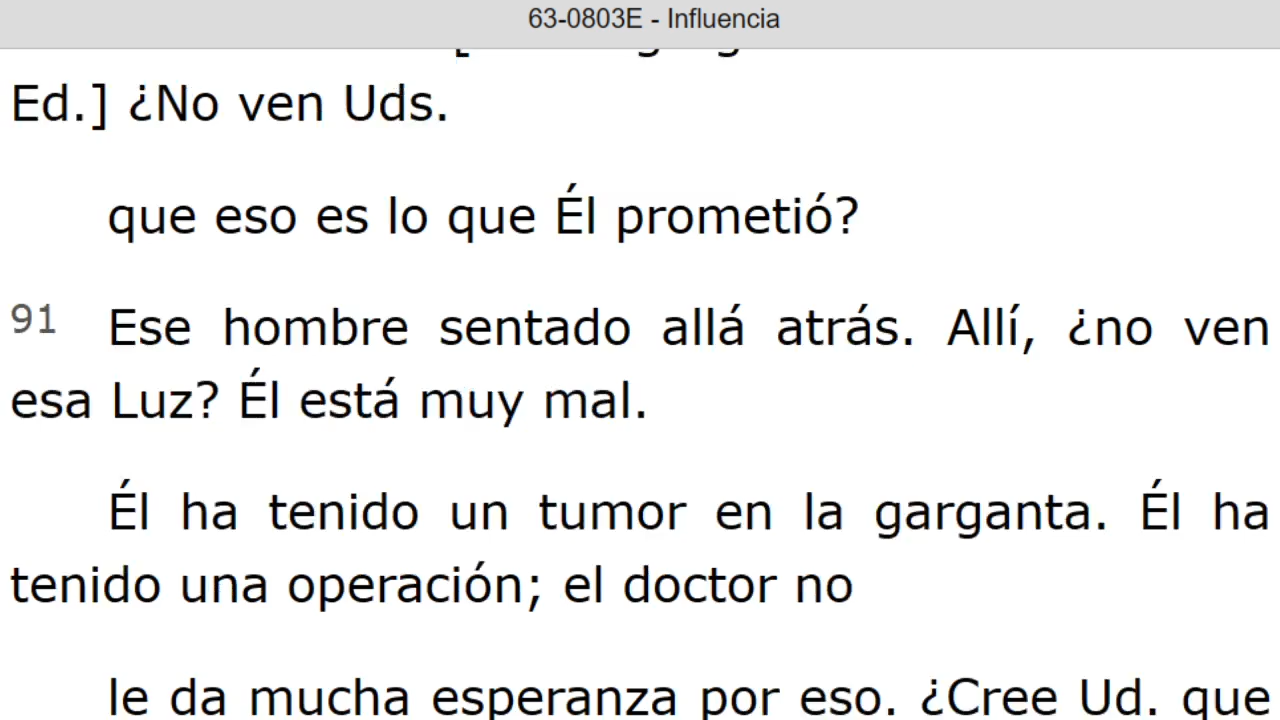 63-0803E - Influencia
Ed.] ¿No ven Uds.
que eso es lo que Él prometió?
91 Ese hombre sentado allá atrás. Allí, ¿no ven
esa Luz? Él está muy mal.
Él ha tenido un tumor en la garganta. Él ha
tenido una operación; el doctor no
le da mucha esperanza por eso. ¿Cree Ud. que